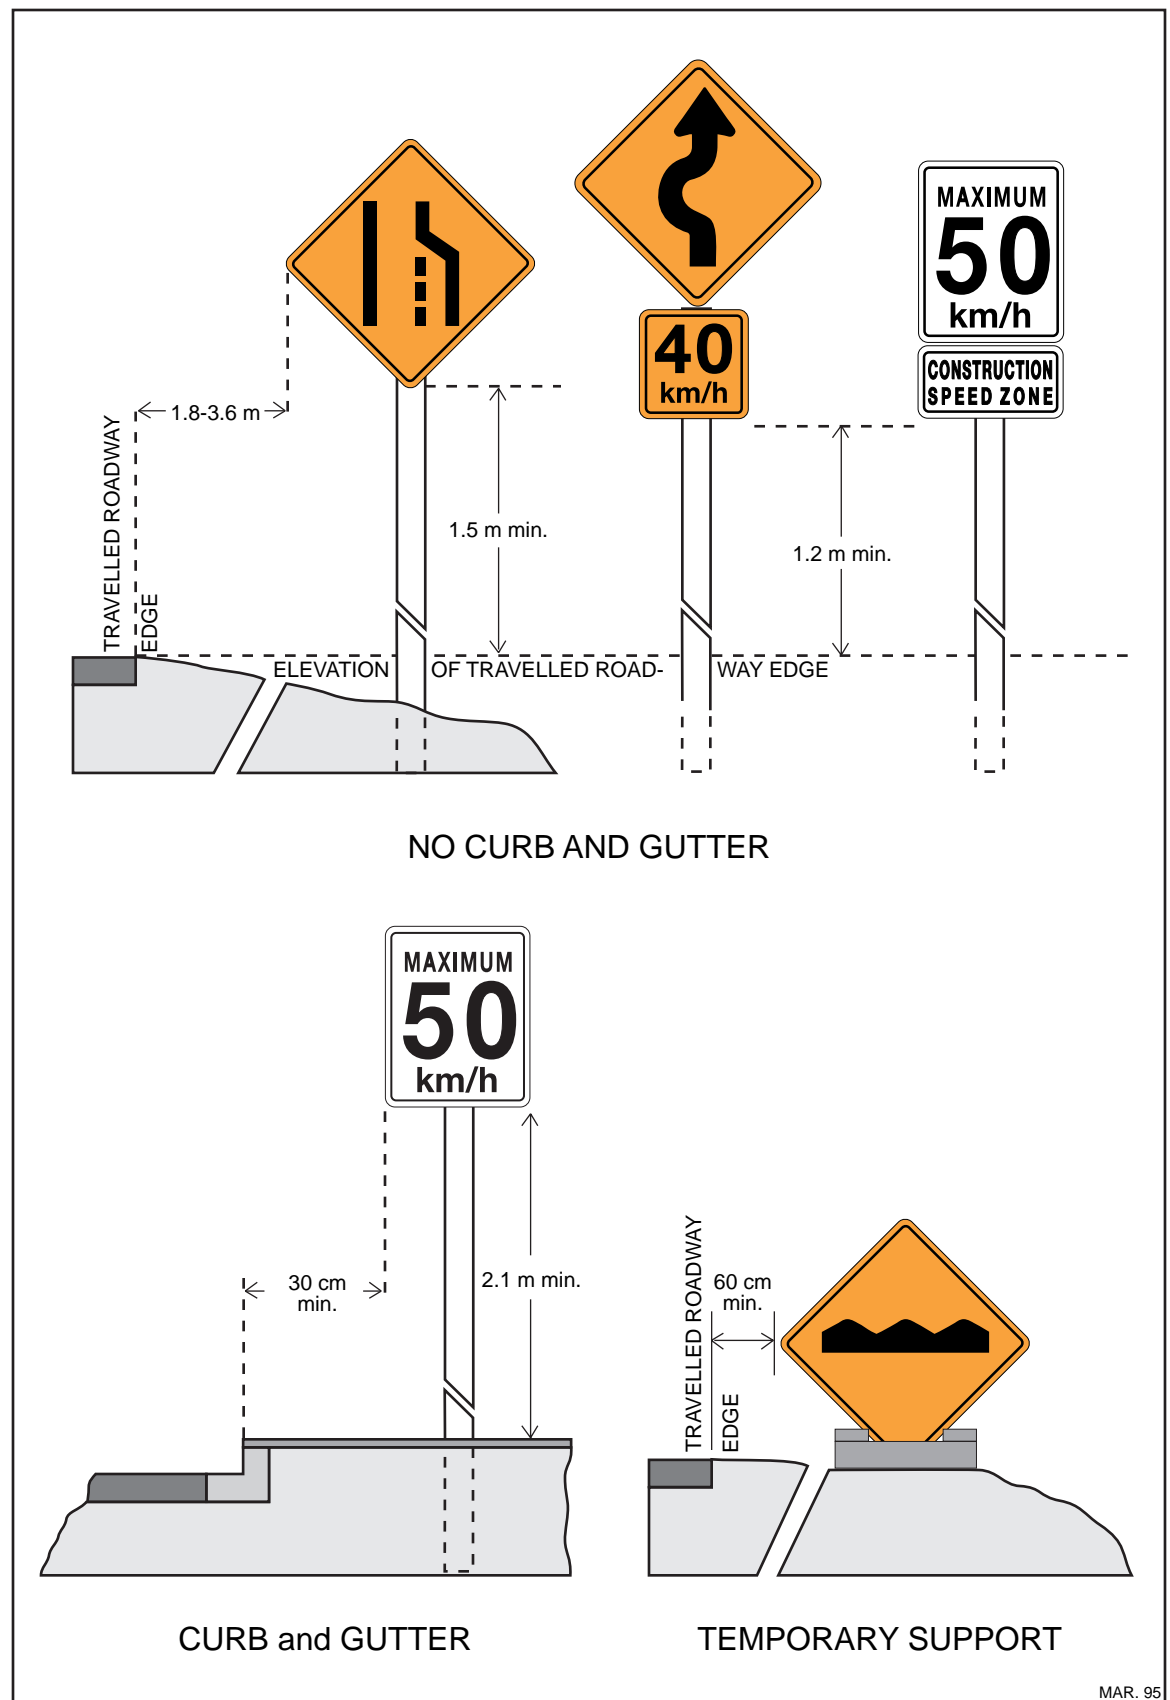 MAXIMUM
50
km/h
CONSTRUCTION
SPEED ZONE
40
km/h
1.8-3.6 m
TRAVELLED ROADWAY
EDGE
1.5 m min.
1.2 m min.
ELEVATION OF TRAVELLED ROAD- WAY EDGE
NO CURB AND GUTTER
MAXIMUM
50
km/h
30 cm
min.
2.1 m min.
CURB and GUTTER
TRAVELLED ROADWAY
EDGE
60 cm
min.
TEMPORARY SUPPORT
MAR. 95